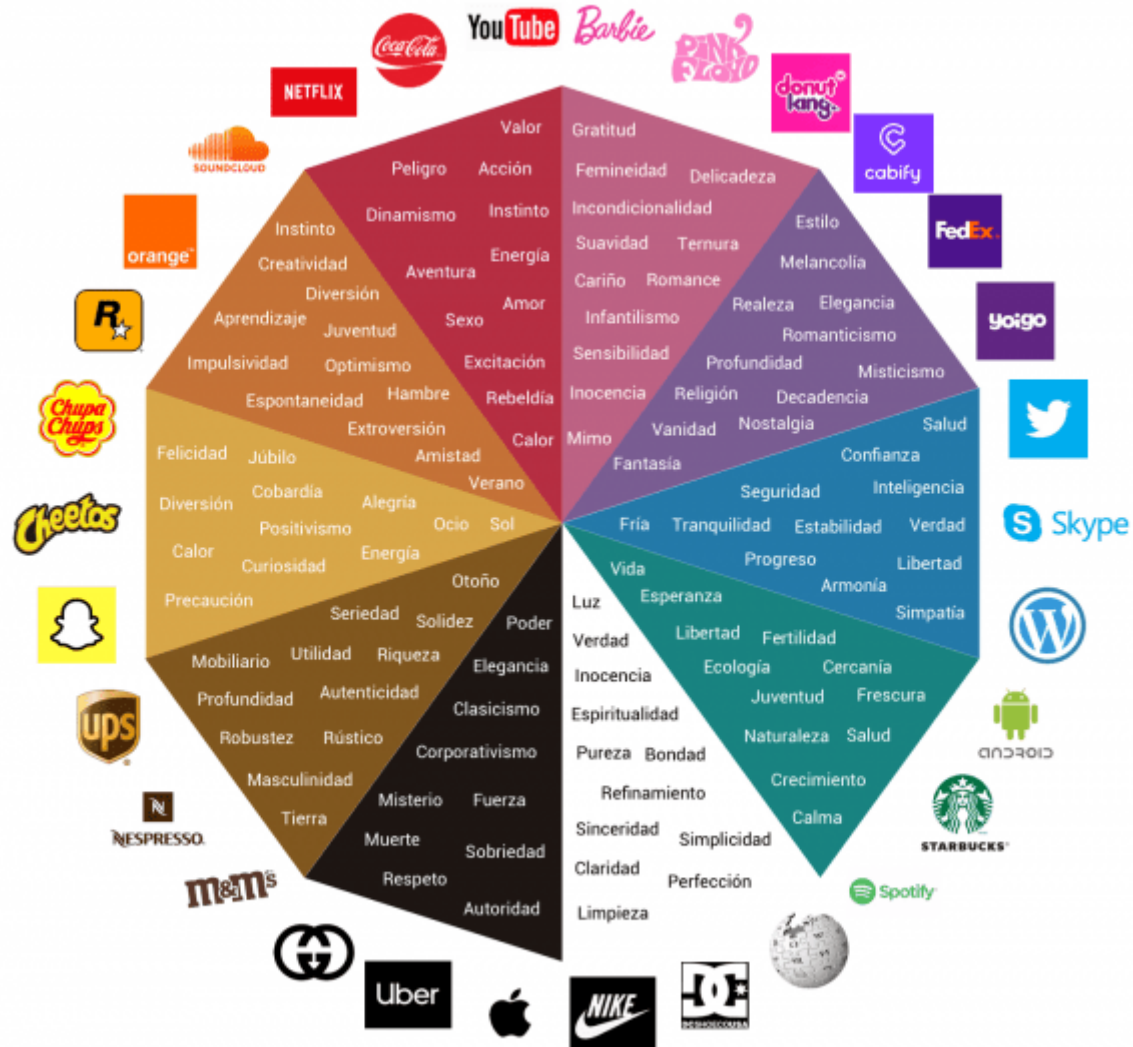 Coca-Cola
YouTube
Barbie
PINK FLOYD
NETFLIX
donut king
SOUNDCLOUD
cabify
orange™
FedEx
R
yoigo
Chupa Chups
Cheetos
S Skype
W
ups
ANDROID
N
NESPRESSO.
STARBUCKS
m&m's
Spotify
Uber
NIKE
DC
DCSHOECOUSA
Valor
Peligro Acción
Dinamismo Instinto
Energía
Aventura
Amor
Sexo
Excitación
Rebeldía
Calor
Gratitud
Femineidad Delicadeza
Incondicionalidad
Suavidad Ternura
Cariño Romance
Infantilismo
Sensibilidad
Inocencia
Mimo
Estilo
Melancolía
Realeza Elegancia
Romanticismo
Profundidad
Misticismo
Religión Decadencia
Vanidad Nostalgia
Fantasía
Salud
Confianza
Seguridad Inteligencia
Fría Tranquilidad Estabilidad Verdad
Progreso Libertad
Armonía
Simpatía
Vida
Esperanza
Libertad Fertilidad
Ecología Cercanía
Juventud Frescura
Naturaleza Salud
Crecimiento
Calma
Luz
Verdad
Inocencia
Espiritualidad
Pureza Bondad
Refinamiento
Sinceridad Simplicidad
Claridad Perfección
Limpieza
Poder
Elegancia
Clasicismo
Corporativismo
Misterio Fuerza
Muerte
Sobriedad
Respeto
Autoridad
Otoño
Seriedad Solidez
Mobiliario Utilidad Riqueza
Profundidad Autenticidad
Robustez Rústico
Masculinidad
Tierra
Felicidad Júbilo
Diversión Cobardía Alegría
Positivismo Ocio Sol
Calor Curiosidad Energía
Precaución
Instinto
Creatividad
Diversión
Aprendizaje Juventud
Impulsividad Optimismo
Espontaneidad Hambre
Extroversión
Amistad
Verano